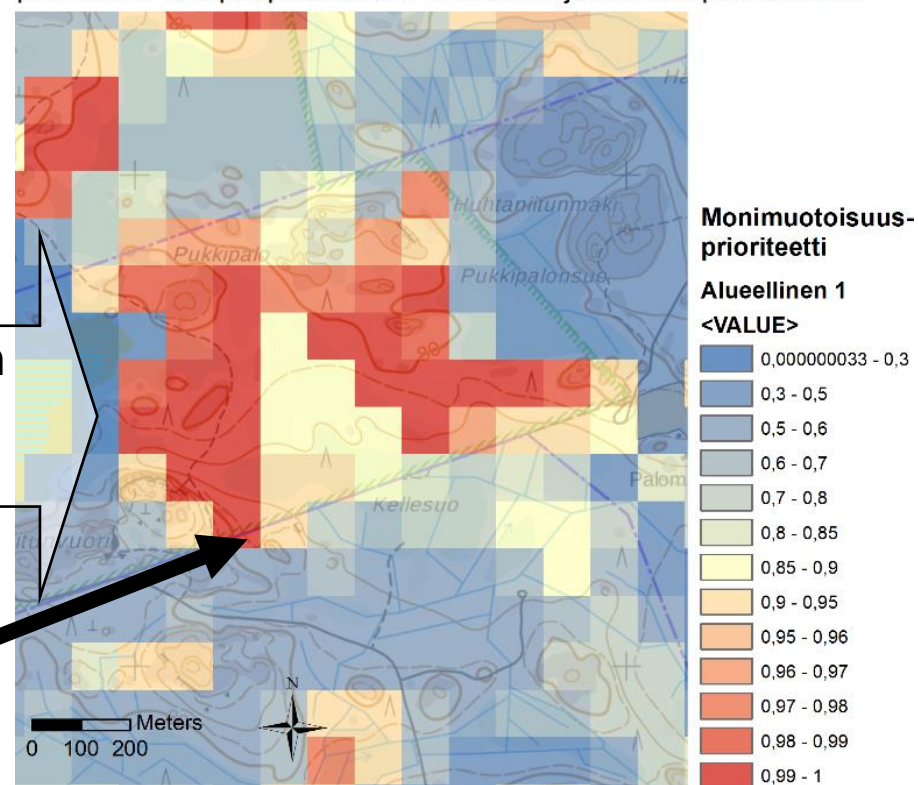 Ha
Huhtaniitunmäki
Pukkipalo
Pukkipalonsuo
80
n
Kellesuo
Palom
N
Meters
0 100 200
Monimuotoisuus-
prioriteetti
Alueellinen 1
<VALUE>
0,000000033 - 0,3
0,3 - 0,5
0,5 - 0,6
0,6 - 0,7
0,7 - 0,8
0,8 - 0,85
0,85 - 0,9
0,9 - 0,95
0,95 - 0,96
0,96 - 0,97
0,97 - 0,98
0,98 - 0,99
0,99 - 1